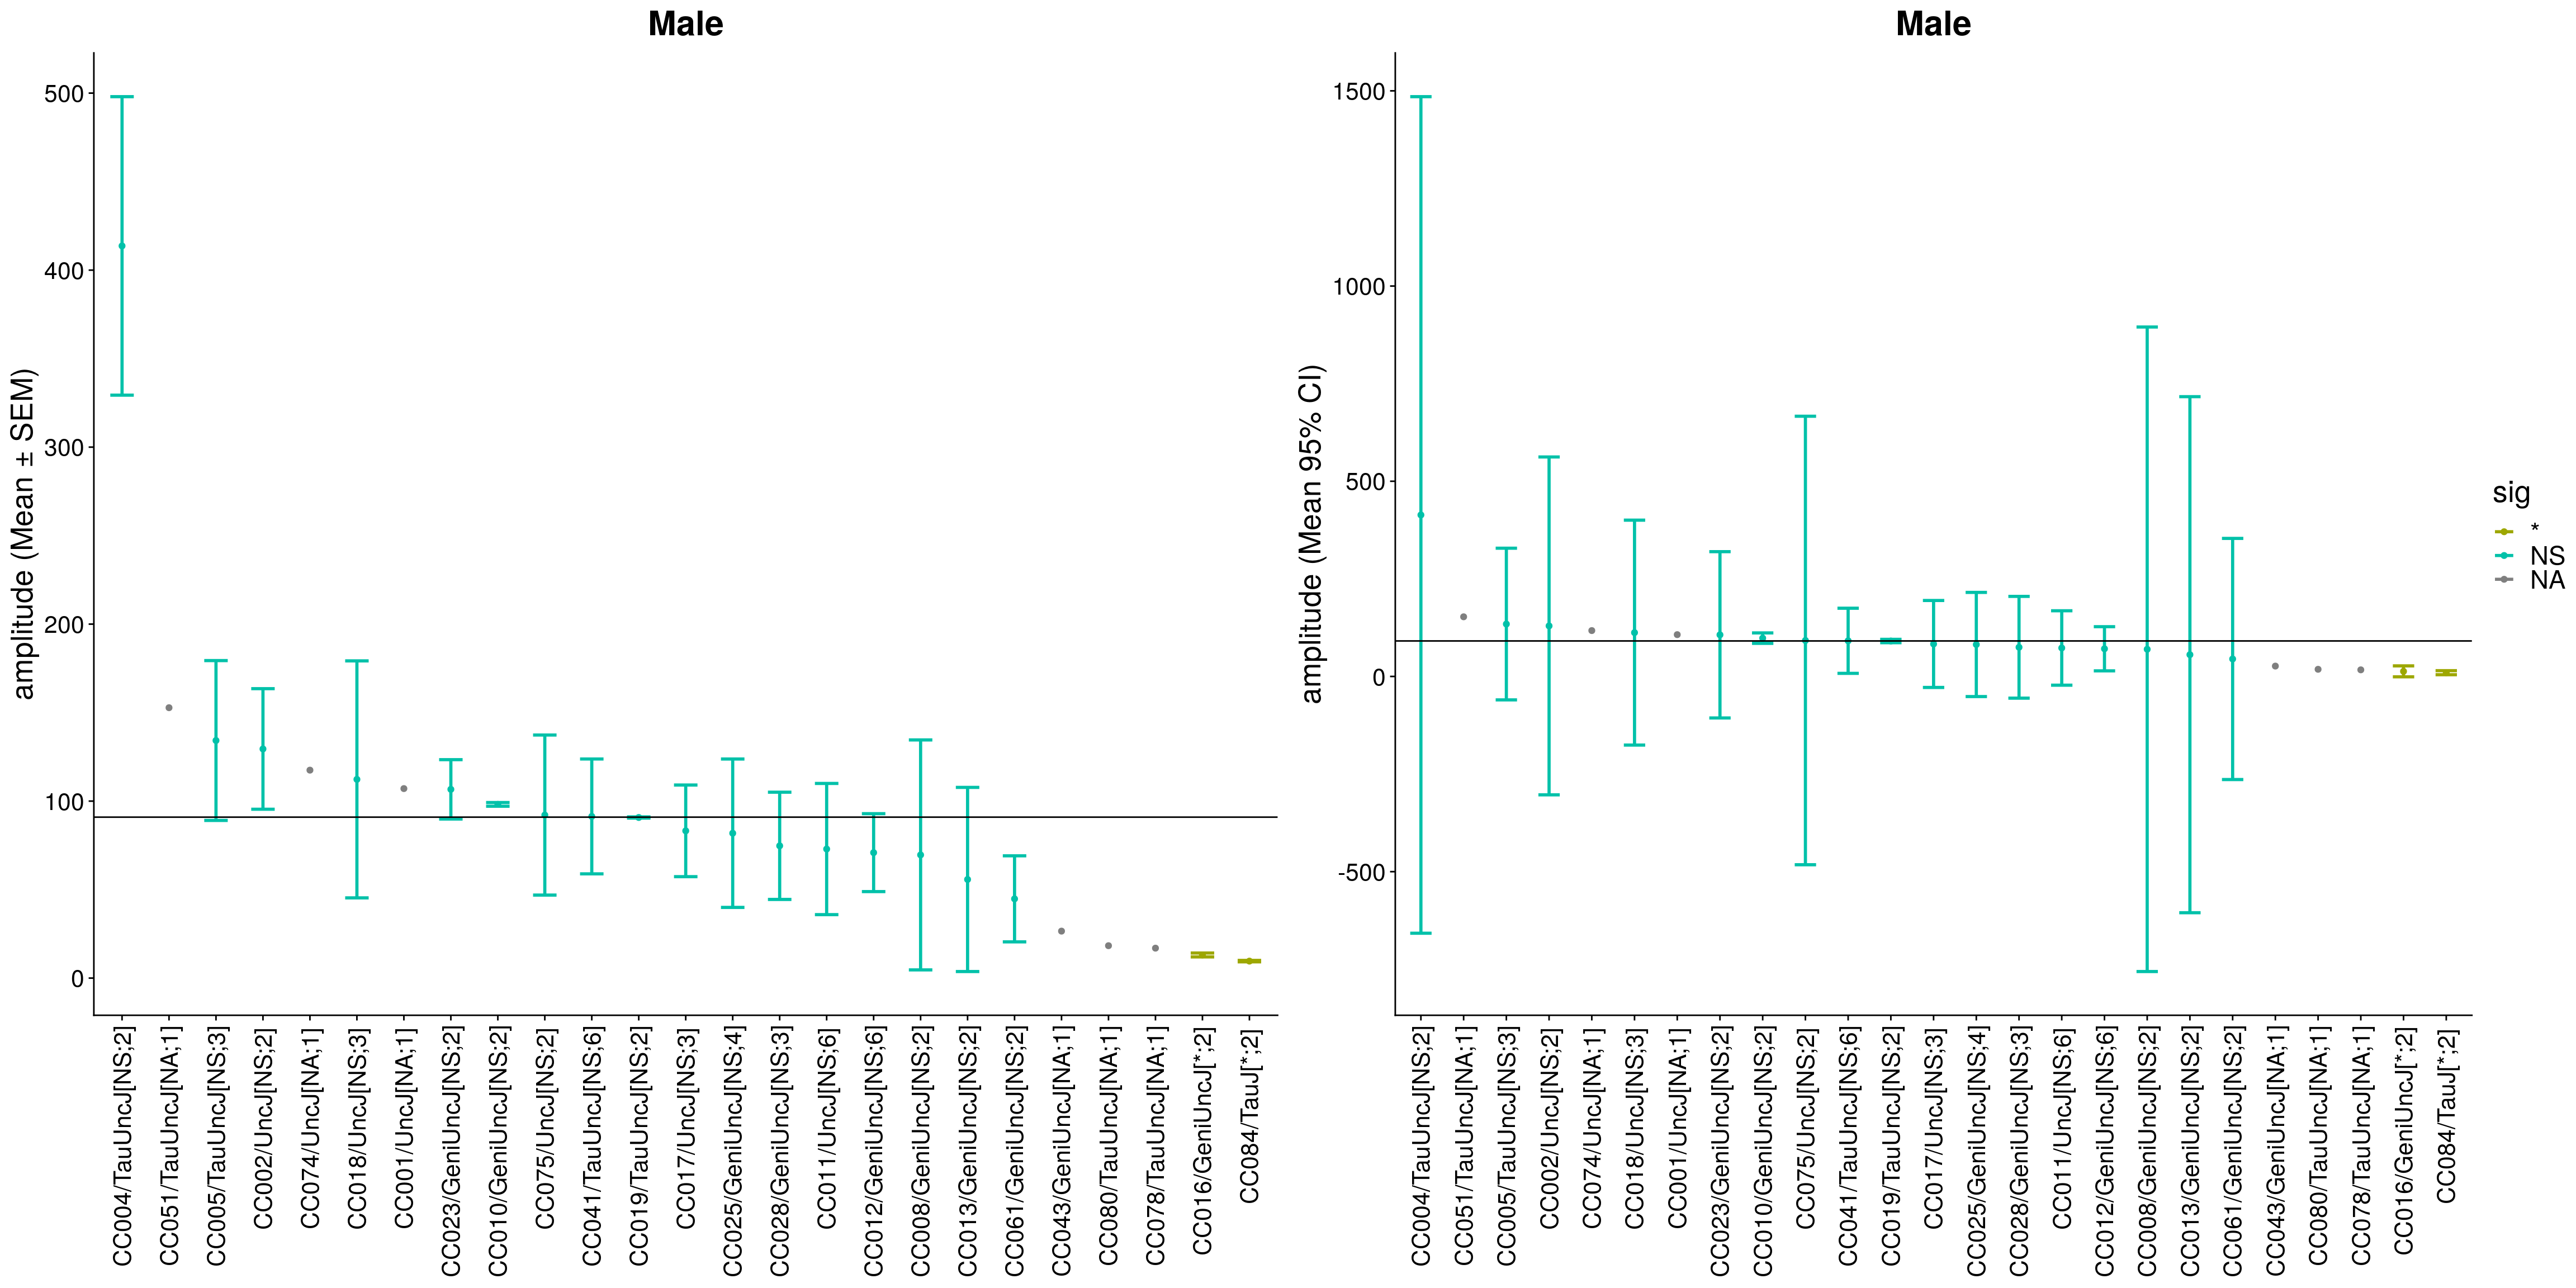 Male
amplitude (Mean ± SEM)
500
400
300
200
100
0
CC004/TauUncJ[NS;2]
CC051/TauUncJ[NA;1]
CC005/TauUncJ[NS;3]
CC002/UncJ[NS;2]
CC074/UncJ[NA;1]
CC018/UncJ[NS;3]
CC001/UncJ[NA;1]
CC023/GeniUncJ[NS;2]
CC010/GeniUncJ[NS;2]
CC075/UncJ[NS;2]
CC041/TauUncJ[NS;6]
CC019/TauUncJ[NS;2]
CC017/UncJ[NS;3]
CC025/GeniUncJ[NS;4]
CC028/GeniUncJ[NS;3]
CC011/UncJ[NS;6]
CC012/GeniUncJ[NS;6]
CC008/GeniUncJ[NS;2]
CC013/GeniUncJ[NS;2]
CC061/GeniUncJ[NS;2]
CC043/GeniUncJ[NA;1]
CC080/TauUncJ[NA;1]
CC078/TauUncJ[NA;1]
CC016/GeniUncJ[*;2]
CC084/TauJ[*;2]
Male
amplitude (Mean 95% CI)
1500
1000
500
0
-500
CC004/TauUncJ[NS;2]
CC051/TauUncJ[NA;1]
CC005/TauUncJ[NS;3]
CC002/UncJ[NS;2]
CC074/UncJ[NA;1]
CC018/UncJ[NS;3]
CC001/UncJ[NA;1]
CC023/GeniUncJ[NS;2]
CC010/GeniUncJ[NS;2]
CC075/UncJ[NS;2]
CC041/TauUncJ[NS;6]
CC019/TauUncJ[NS;2]
CC017/UncJ[NS;3]
CC025/GeniUncJ[NS;4]
CC028/GeniUncJ[NS;3]
CC011/UncJ[NS;6]
CC012/GeniUncJ[NS;6]
CC008/GeniUncJ[NS;2]
CC013/GeniUncJ[NS;2]
CC061/GeniUncJ[NS;2]
CC043/GeniUncJ[NA;1]
CC080/TauUncJ[NA;1]
CC078/TauUncJ[NA;1]
CC016/GeniUncJ[*;2]
CC084/TauJ[*;2]
sig
*
NS
NA